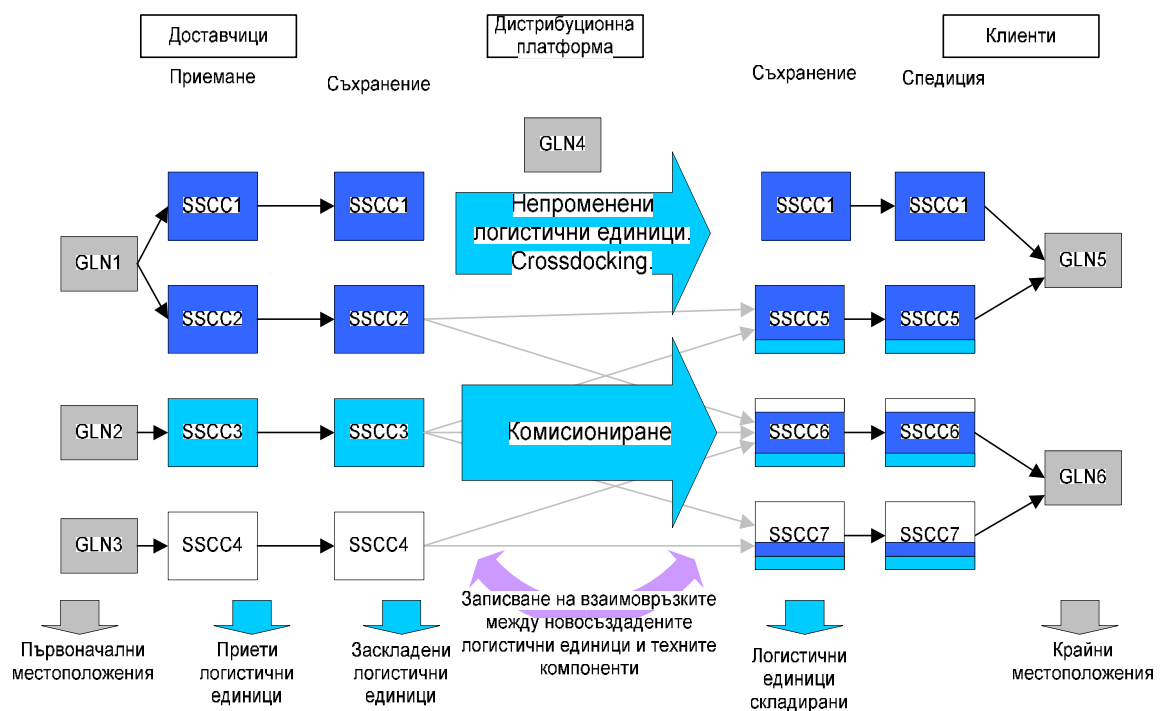 Доставчици
Дистрибуционна
платформа
Клиенти
Приемане
Съхранение
Съхранение
Спедиция
GLN4
SSCC1
SSCC1
Непроменени
логистични единици.
Crossdocking.
SSCC1
SSCC1
GLN1
GLN5
SSCC2
SSCC2
SSCC5
SSCC5
GLN2
SSCC3
SSCC3
Комисиониране
SSCC6
SSCC6
GLN6
GLN3
SSCC4
SSCC4
SSCC7
SSCC7
Първоначални
местоположения
Приети
логистични
единици
Заскладени
логистични
единици
Записване на взаимовръзките
между новосъздадените
логистични единици и техните
компоненти
Логистични
единици
складирани
Крайни
местоположения